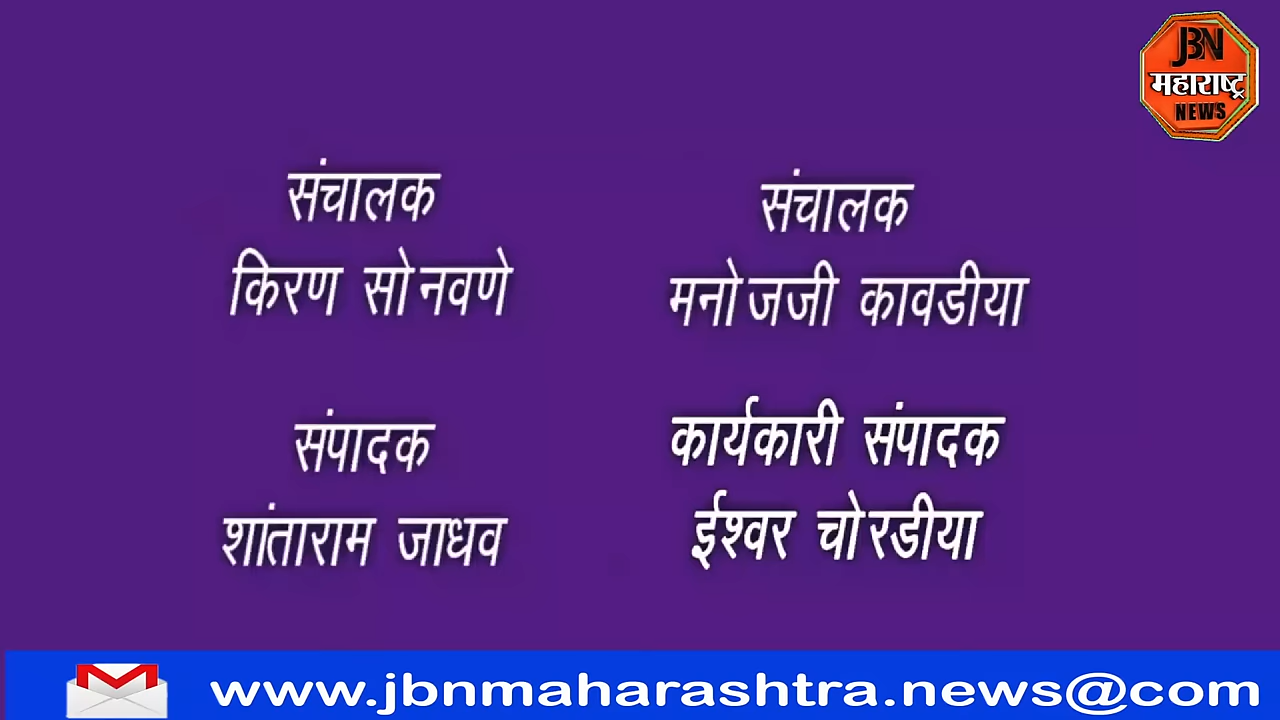 JBN
महाराष्ट्र
NEWS
संचालक
किरण सोनवणे
संचालक
मनोजजी कावडीया
संपादक
शांताराम जाधव
कार्यकारी संपादक
ईश्वर चोरडीया
www.jbnmaharashtra.news@com